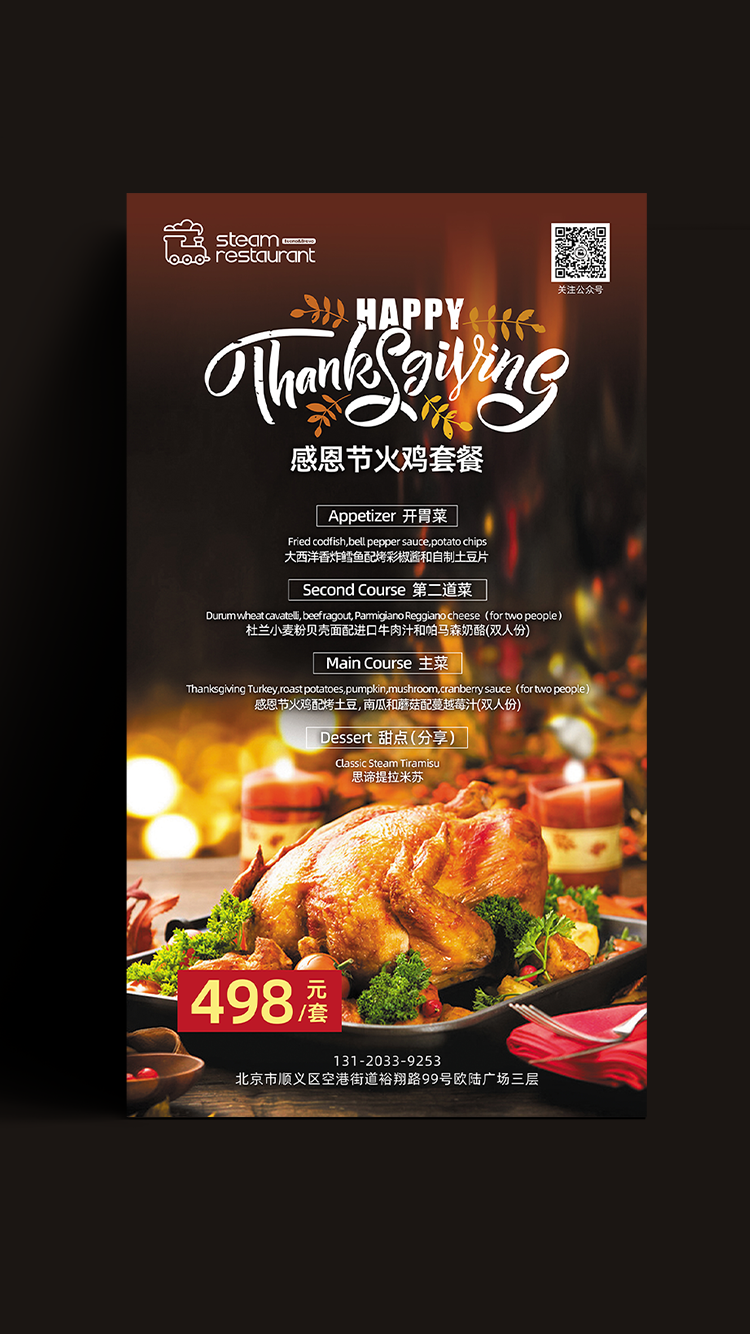 steam
Buono&Bravo
restaurant
关注公众号
HAPPY
Thanksgiving
感恩节火鸡套餐
Appetizer 开胃菜
Fried codfish,bell pepper sauce,potato chips
大西洋香炸鳕鱼配烤彩椒酱和自制土豆片
Second Course 第二道菜
Durum wheat cavatelli, beef ragout, Parmigiano Reggiano cheese（for two people）
杜兰小麦粉贝壳面配进口牛肉汁和帕马森奶酪(双人份)
Main Course 主菜
Thanksgiving Turkey,roast potatoes,pumpkin,mushroom,cranberry sauce（for two people）
感恩节火鸡配烤土豆, 南瓜和蘑菇配蔓越莓汁(双人份)
Dessert 甜点(分享)
Classic Steam Tiramisu
思谛提拉米苏
498元/套
131-2033-9253
北京市顺义区空港街道裕翔路99号欧陆广场三层